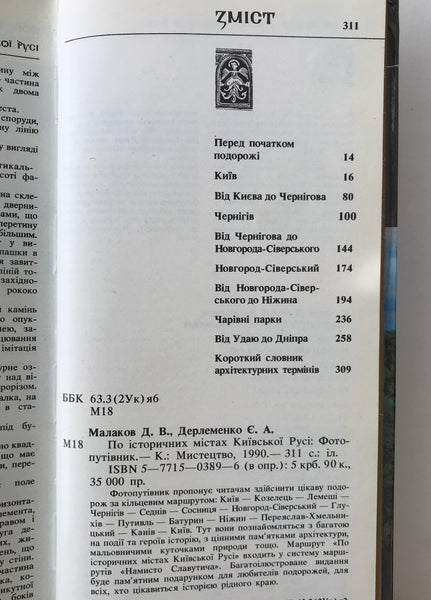 ЗМІСТ
311
КОЇ РУСІ
Перед початком
подорожі 14
Київ 16
Від Києва до Чернігова 80
Чернігів 100
Від Чернігова до
Новгорода-Сіверського 144
Новгород-Сіверський 174
Від Новгорода-Сівер-
ського до Ніжина 194
Чарівні парки 236
Від Удаю до Дніпра 258
Короткий словник
архітектурних термінів 309
ББК 63.3(2Ук)я6
М18
Малаков Д. В., Дерлеменко Є. А.
М18 По історичних містах Київської Русі: Фото-
путівник.— К.: Мистецтво, 1990.— 311 с.: іл.
ISBN 5—7715—0389—6 (в опр.): 5 крб. 90 к.,
35 000 пр.
Фотопутівник пропонує читачам здійснити цікаву подо-
рож за кільцевим маршрутом: Київ — Козелець — Лемеші —
Чернігів — Седнів — Сосниця — Новгород-Сіверський — Глу-
хів — Путивль — Батурин — Ніжин — Переяслав-Хмельни-
цький — Канів — Київ. Тут вони познайомляться з багатою
на події та героїв історією, з цінними пам'ятками архітектури,
мальовничими куточками природи тощо. Маршрут «По
історичних містах Київської Русі» входить у систему марш-
рутів «Намисто Славутича». Багатоілюстроване видання
буде пам'ятним подарунком для любителів подорожей, для
всіх, хто цікавиться історією рідного краю.